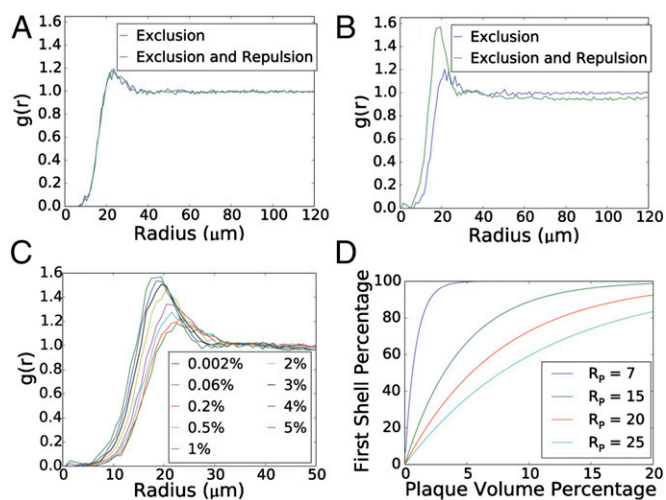 A
1.6
1.4
1.2
1.0
0.8
0.6
0.4
0.2
0.0
g(r)
Exclusion
Exclusion and Repulsion
0 20 40 60 80 100 120
Radius (μm)
B
1.6
1.4
1.2
1.0
0.8
0.6
0.4
0.2
0.0
g(r)
Exclusion
Exclusion and Repulsion
0 20 40 60 80 100 120
Radius (μm)
C
1.6
1.4
1.2
1.0
0.8
0.6
0.4
0.2
0.0
g(r)
0.002%
0.06%
0.2%
0.5%
1%
2%
3%
4%
5%
0 10 20 30 40 50
Radius (μm)
D
100
80
60
40
20
0
First Shell Percentage
R_P = 7
R_P = 15
R_P = 20
R_P = 25
0 5 10 15 20
Plaque Volume Percentage